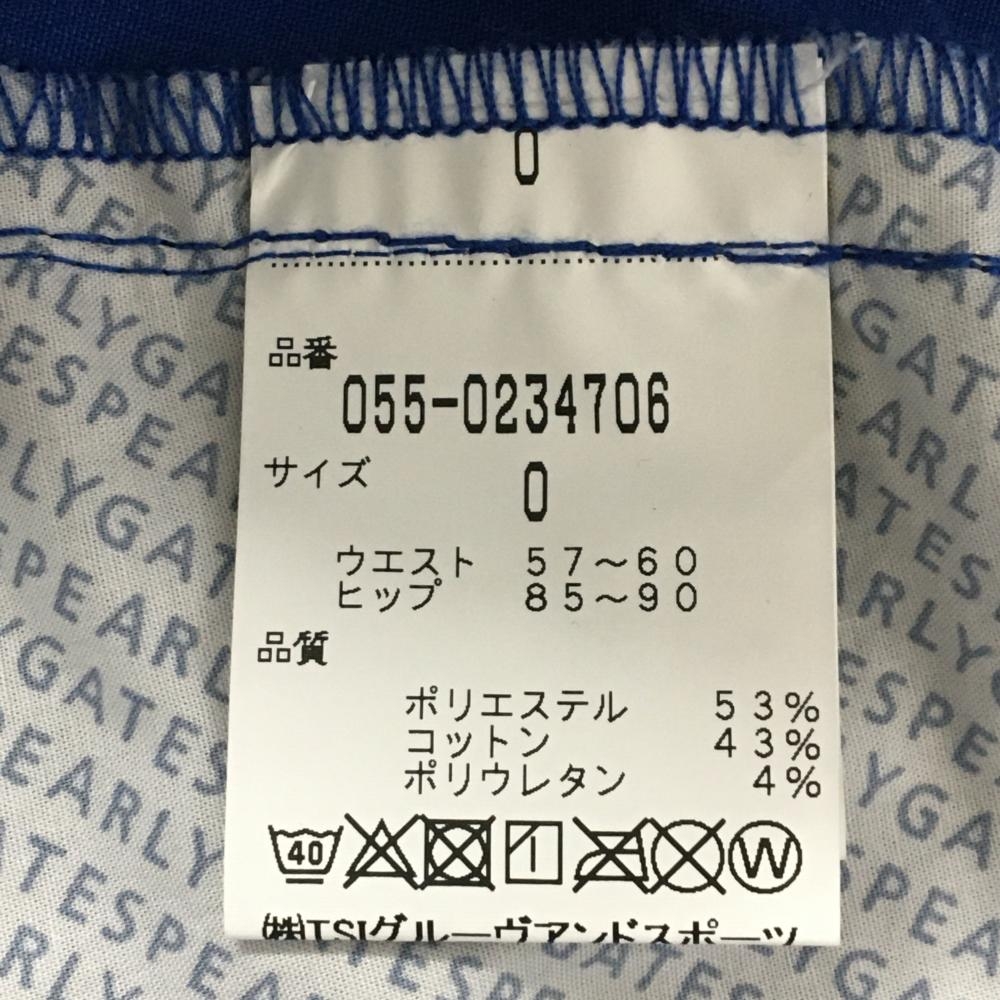 0
品番
055-0234706
サイズ
0
ウエスト 57～60
ヒップ 85～90
品質
ポリエステル 53%
コットン 43%
ポリウレタン 4%
40 W
㈱TSIグルーヴアンドスポーツ
PEARLYGATES